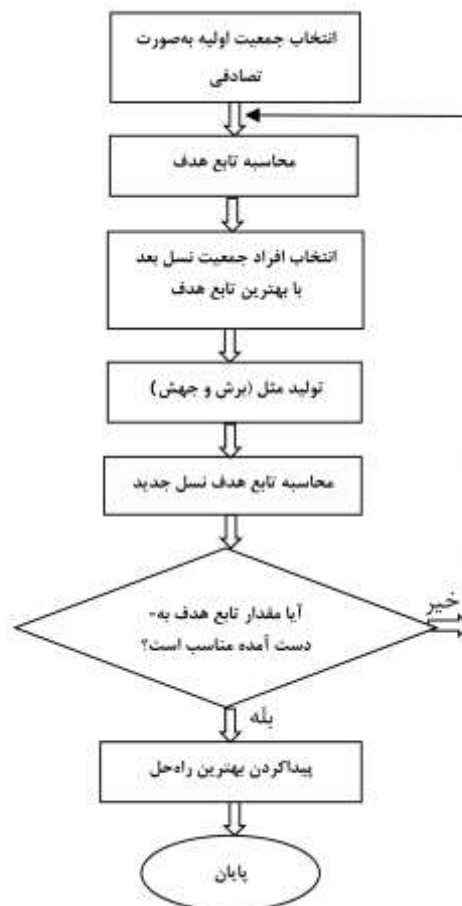 انتخاب جمعیت اولیه به‌صورت
تصادفی
محاسبه تابع هدف
انتخاب افراد جمعیت نسل بعد
با بهترین تابع هدف
تولید مثل (برش و جهش)
محاسبه تابع هدف نسل جدید
آیا مقدار تابع هدف به-
دست آمده مناسب است؟
خیر
بله
پیداکردن بهترین راه‌حل
پایان